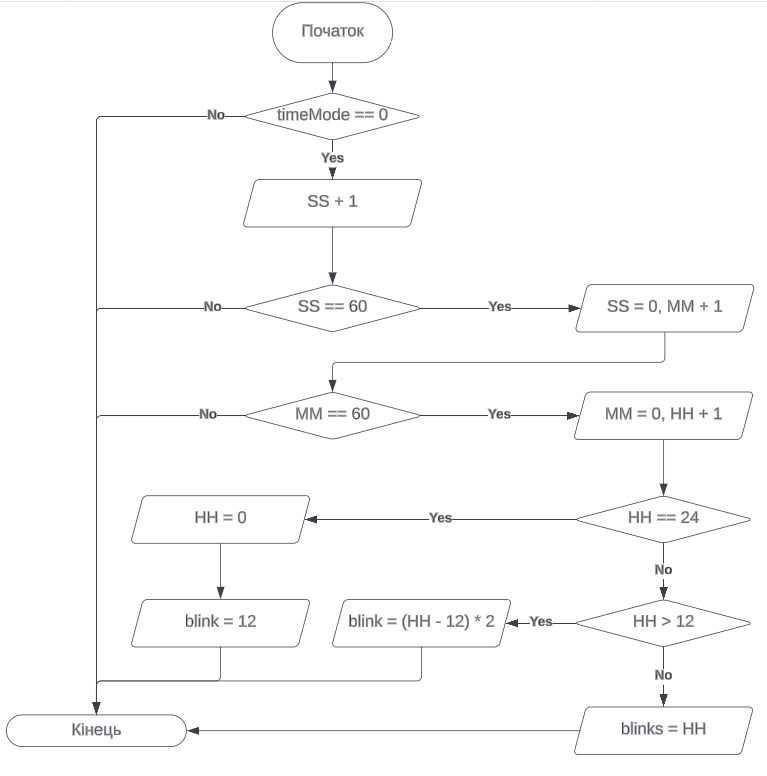 Початок
timeMode == 0
No
Yes
SS + 1
SS == 60
No
Yes
SS = 0, MM + 1
MM == 60
No
Yes
MM = 0, HH + 1
HH == 24
Yes
HH = 0
No
blink = 12
blink = (HH - 12) * 2
Yes
HH > 12
No
blinks = HH
Кінець